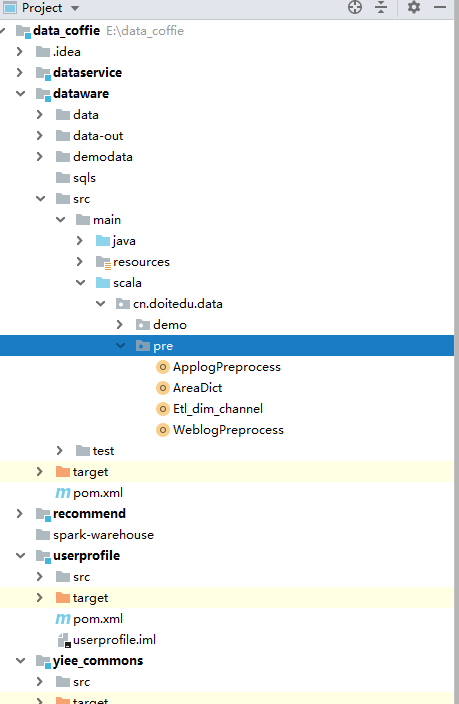 Project
data_coffie E:\data_coffie
.idea
dataservice
dataware
data
data-out
demodata
sqls
src
main
java
resources
scala
cn.doitedu.data
demo
pre
ApplogPreprocess
AreaDict
Etl_dim_channel
WeblogPreprocess
test
target
m pom.xml
recommend
spark-warehouse
userprofile
src
target
m pom.xml
userprofile.iml
yiee_commons
src
target